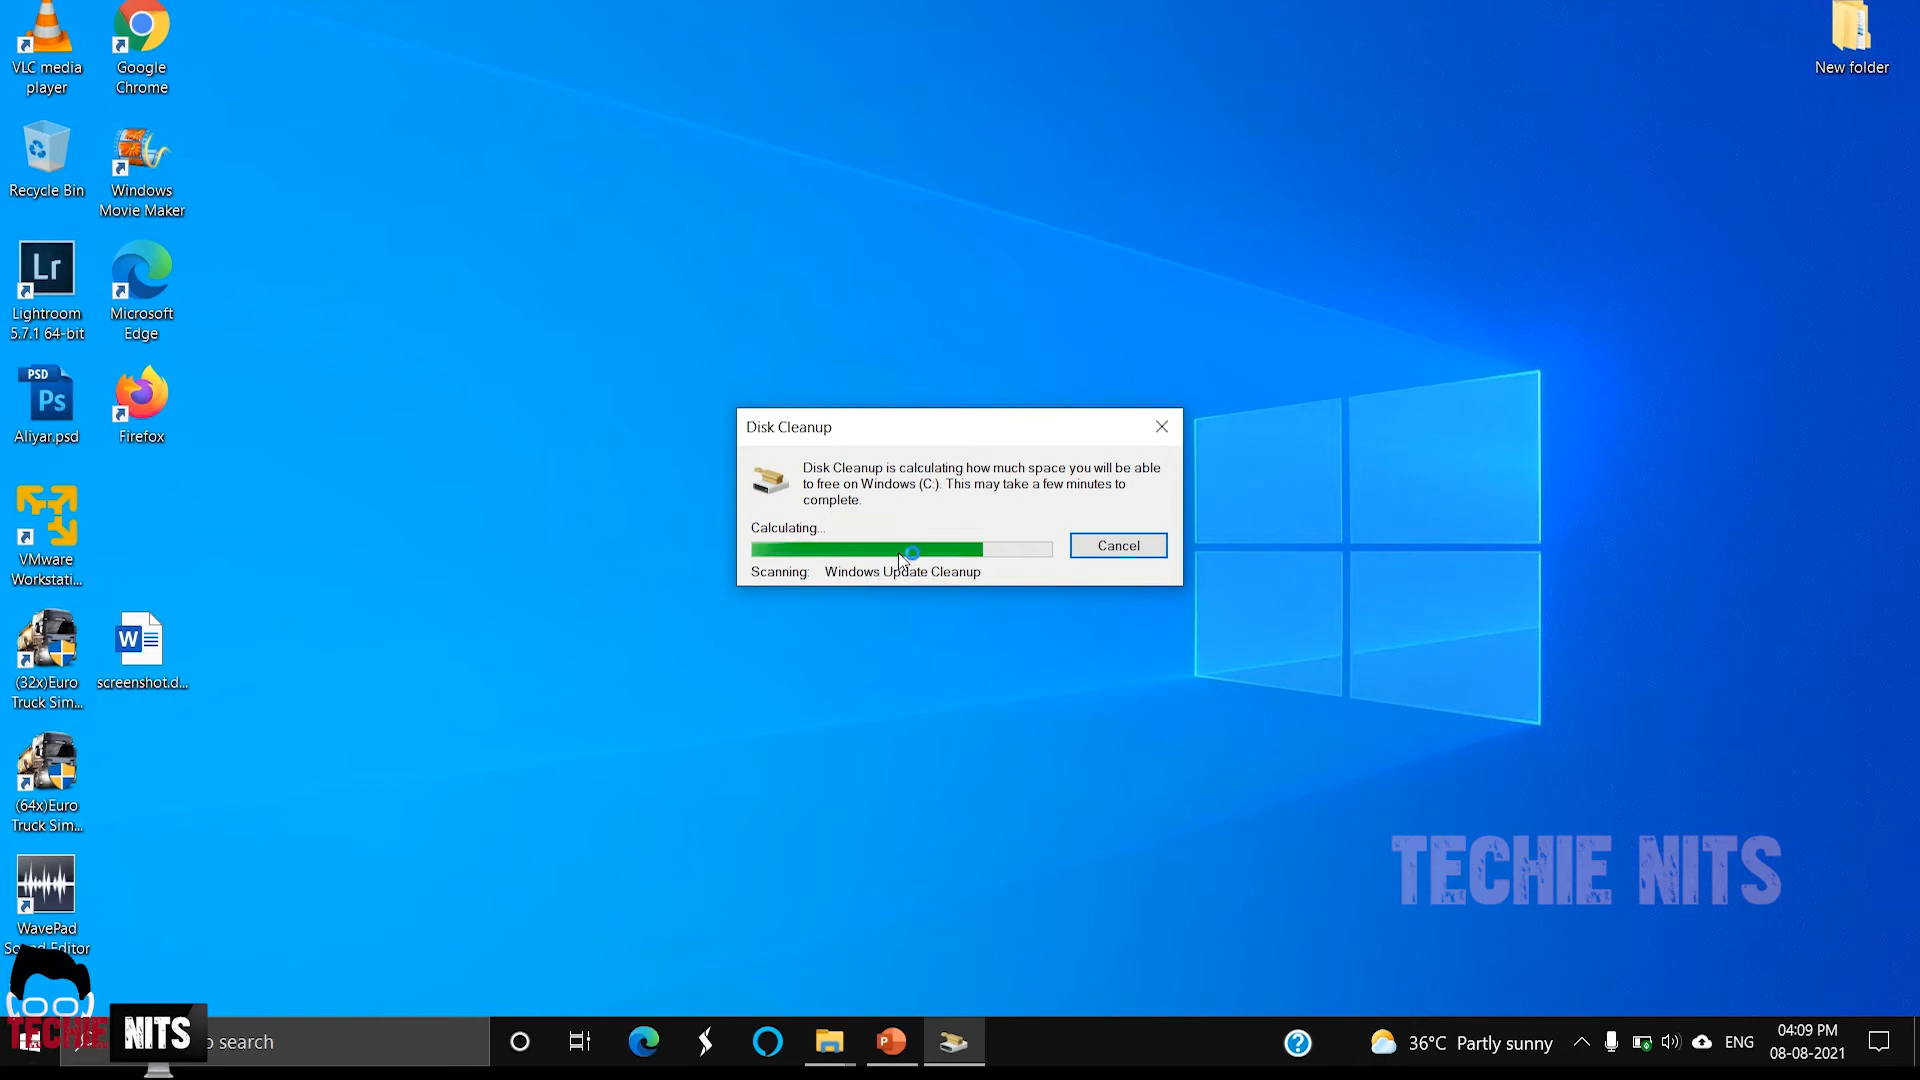 VLC media
player
Google
Chrome
New folder
Recycle Bin
Windows
Movie Maker
Lr
Lightroom
5.7.1 64-bit
Microsoft
Edge
PSD
Ps
Aliyar.psd
Firefox
VMware
Workstati...
(32x)Euro
Truck Sim...
W
screenshot.d...
(64x)Euro
Truck Sim...
WavePad
Sound Editor
Disk Cleanup
Disk Cleanup is calculating how much space you will be able
to free on Windows (C:). This may take a few minutes to
complete.
Calculating...
Cancel
Scanning: Windows Update Cleanup
TECHIE NITS
TECHIE NITS
o search
P
36°C Partly sunny
ENG
04:09 PM
08-08-2021